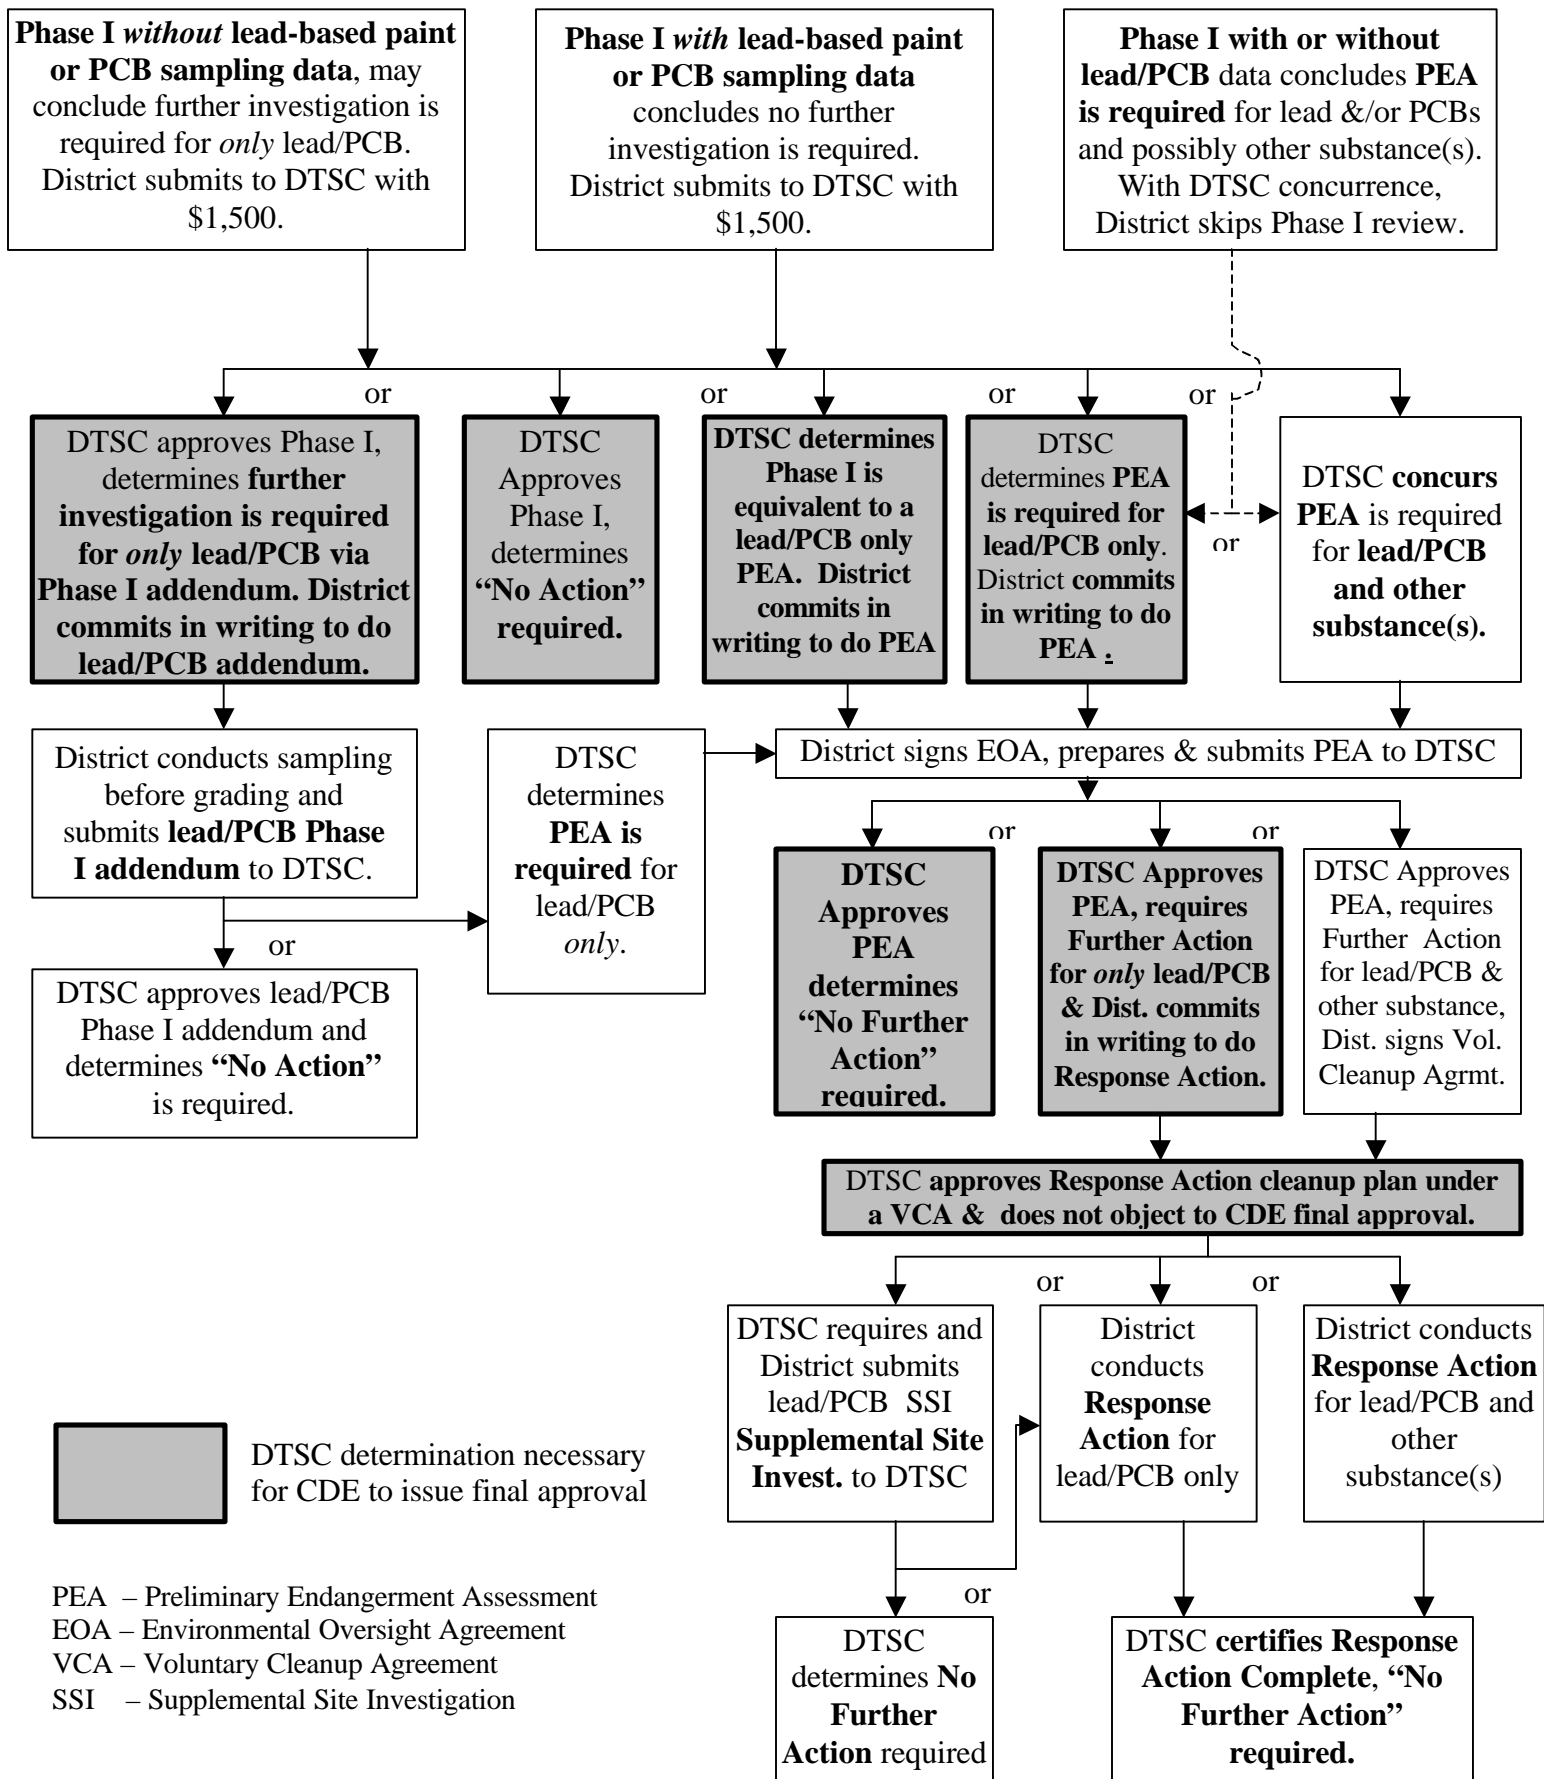 Phase I without lead-based paint
or PCB sampling data, may
conclude further investigation is
required for only lead/PCB.
District submits to DTSC with
$1,500.
Phase I with lead-based paint
or PCB sampling data
concludes no further
investigation is required.
District submits to DTSC with
$1,500.
Phase I with or without
lead/PCB data concludes PEA
is required for lead &/or PCBs
and possibly other substance(s).
With DTSC concurrence,
District skips Phase I review.
or
or
or
or
DTSC approves Phase I,
determines further
investigation is required
for only lead/PCB via
Phase I addendum. District
commits in writing to do
lead/PCB addendum.
DTSC
Approves
Phase I,
determines
“No Action”
required.
DTSC determines
Phase I is
equivalent to a
lead/PCB only
PEA. District
commits in
writing to do PEA
DTSC
determines PEA
is required for
lead/PCB only.
District commits
in writing to do
PEA .
or
DTSC concurs
PEA is required
for lead/PCB
and other
substance(s).
District conducts sampling
before grading and
submits lead/PCB Phase
I addendum to DTSC.
or
DTSC approves lead/PCB
Phase I addendum and
determines “No Action”
is required.
DTSC
determines
PEA is
required for
lead/PCB
only.
District signs EOA, prepares & submits PEA to DTSC
or
or
DTSC
Approves
PEA
determines
“No Further
Action”
required.
DTSC Approves
PEA, requires
Further Action
for only lead/PCB
& Dist. commits
in writing to do
Response Action.
DTSC Approves
PEA, requires
Further Action
for lead/PCB &
other substance,
Dist. signs Vol.
Cleanup Agrmt.
DTSC approves Response Action cleanup plan under
a VCA & does not object to CDE final approval.
or
or
DTSC requires and
District submits
lead/PCB SSI
Supplemental Site
Invest. to DTSC
District
conducts
Response
Action for
lead/PCB only
District conducts
Response Action
for lead/PCB and
other
substance(s)
or
DTSC
determines No
Further
Action required
DTSC certifies Response
Action Complete, “No
Further Action”
required.
DTSC determination necessary
for CDE to issue final approval
PEA – Preliminary Endangerment Assessment
EOA – Environmental Oversight Agreement
VCA – Voluntary Cleanup Agreement
SSI – Supplemental Site Investigation